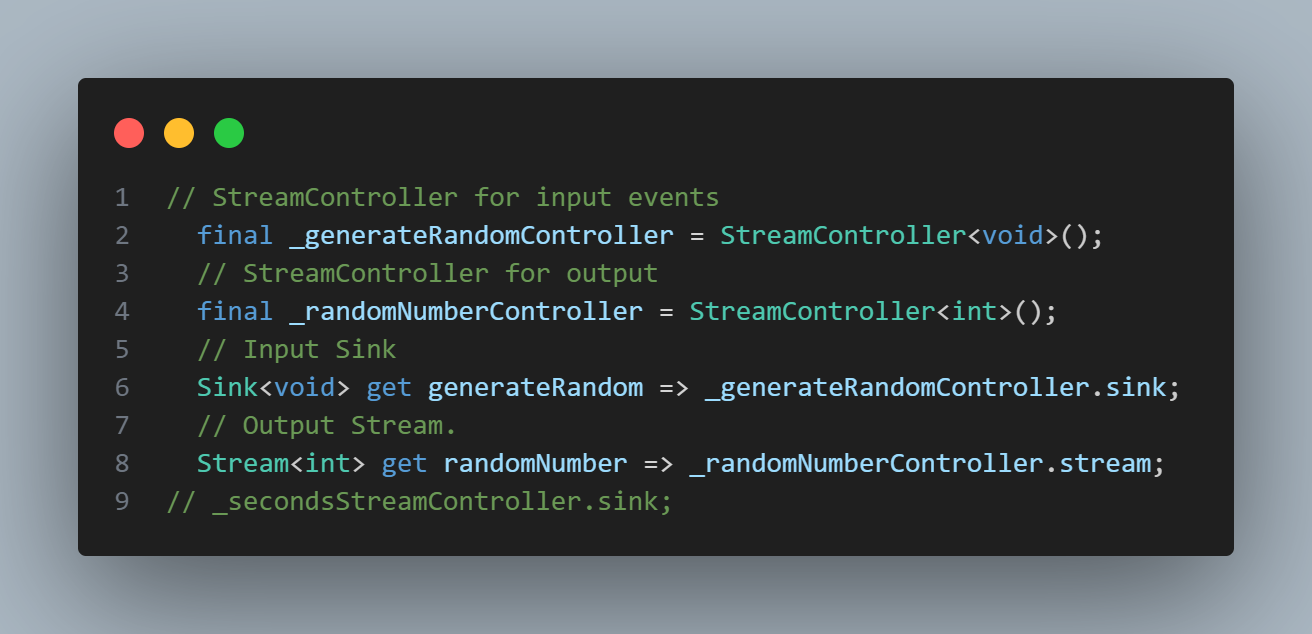 1 // StreamController for input events
2 final _generateRandomController = StreamController<void>();
3 // StreamController for output
4 final _randomNumberController = StreamController<int>();
5 // Input Sink
6 Sink<void> get generateRandom => _generateRandomController.sink;
7 // Output Stream.
8 Stream<int> get randomNumber => _randomNumberController.stream;
9 // _secondsStreamController.sink;